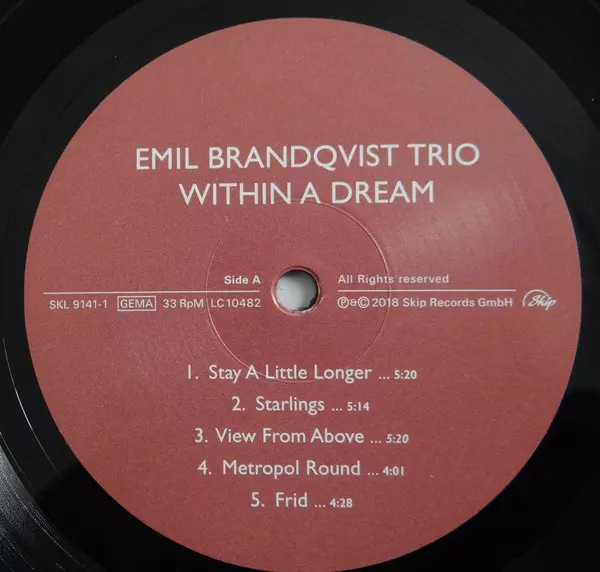 EMIL BRANDQVIST TRIO
WITHIN A DREAM
Side A
All Rights reserved
SKL 9141-1 GEMA 33 RPM LC10482
℗&© 2018 Skip Records GmbH Skip
1. Stay A Little Longer ... 5:20
2. Starlings ... 5:14
3. View From Above ... 5:20
4. Metropol Round ... 4:01
5. Frid ... 4:28